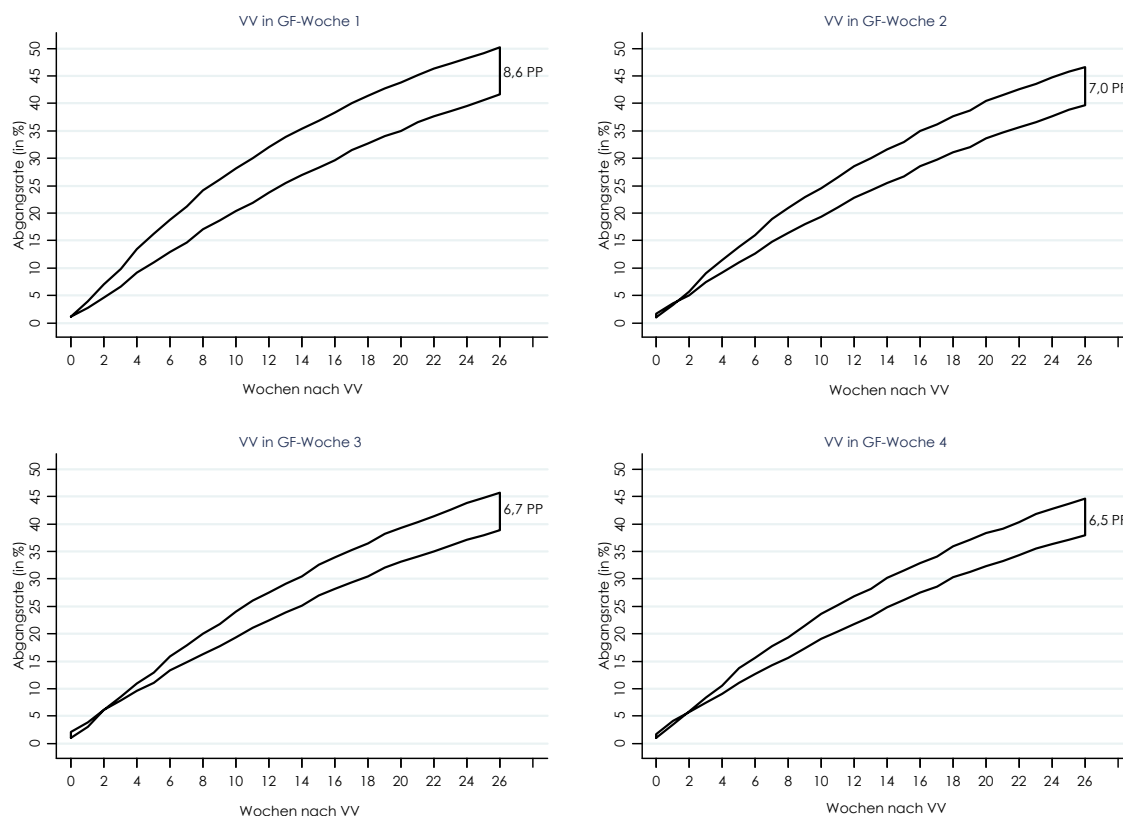 VV in GF-Woche 1
Abgangsrate (in %)
50
45
40
35
30
25
20
15
10
5
0
8,6 PP
0 2 4 6 8 10 12 14 16 18 20 22 24 26
Wochen nach VV
VV in GF-Woche 2
Abgangsrate (in %)
50
45
40
35
30
25
20
15
10
5
0
7,0 PP
0 2 4 6 8 10 12 14 16 18 20 22 24 26
Wochen nach VV
VV in GF-Woche 3
Abgangsrate (in %)
50
45
40
35
30
25
20
15
10
5
0
6,7 PP
0 2 4 6 8 10 12 14 16 18 20 22 24 26
Wochen nach VV
VV in GF-Woche 4
Abgangsrate (in %)
50
45
40
35
30
25
20
15
10
5
0
6,5 PP
0 2 4 6 8 10 12 14 16 18 20 22 24 26
Wochen nach VV